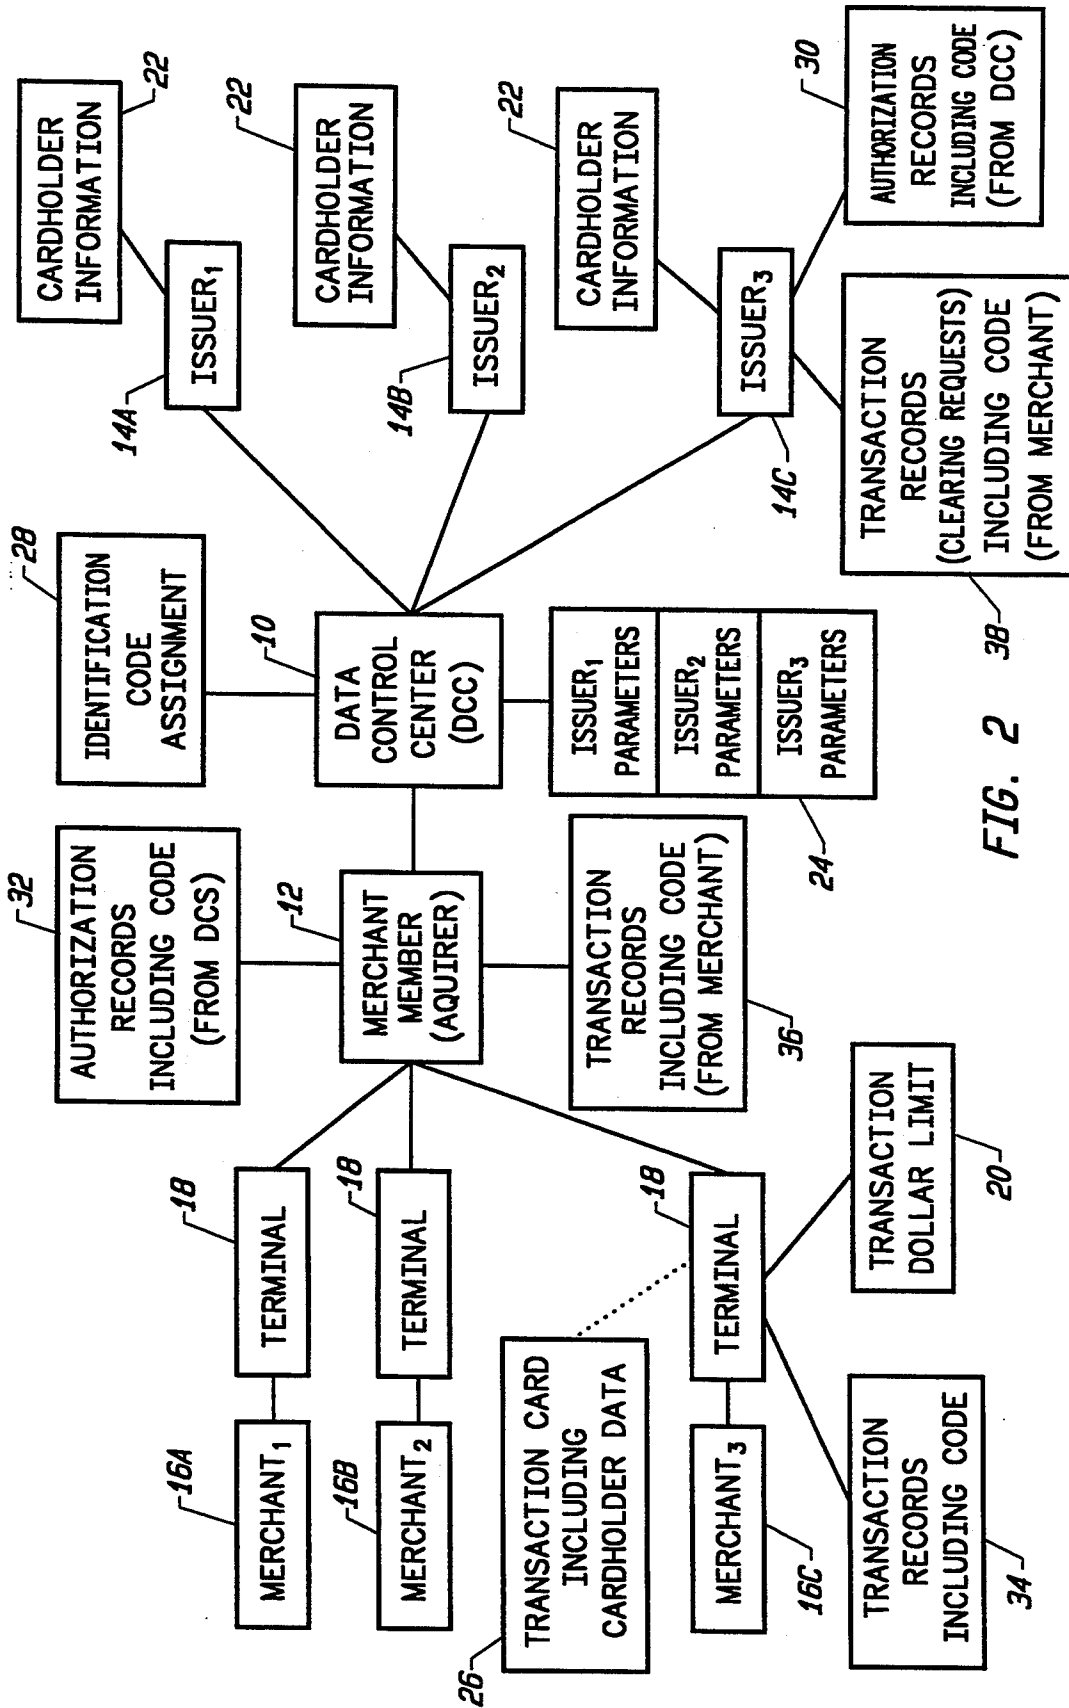 22
CARDHOLDER
INFORMATION
14A
ISSUER1
22
CARDHOLDER
INFORMATION
14B
ISSUER2
22
CARDHOLDER
INFORMATION
ISSUER3
14C
30
AUTHORIZATION
RECORDS
INCLUDING CODE
(FROM DCC)
TRANSACTION
RECORDS
(CLEARING REQUESTS)
INCLUDING CODE
(FROM MERCHANT)
38
28
IDENTIFICATION
CODE
ASSIGNMENT
10
DATA
CONTROL
CENTER
(DCC)
ISSUER1
PARAMETERS
ISSUER2
PARAMETERS
ISSUER3
PARAMETERS
24
32
AUTHORIZATION
RECORDS
INCLUDING CODE
(FROM DCS)
12
MERCHANT
MEMBER
(AQUIRER)
TRANSACTION
RECORDS
INCLUDING CODE
(FROM MERCHANT)
36
18
TERMINAL
18
TERMINAL
18
TERMINAL
TRANSACTION
DOLLAR LIMIT
20
16A
MERCHANT1
16B
MERCHANT2
TRANSACTION CARD
INCLUDING
CARDHOLDER DATA
26
MERCHANT3
16C
TRANSACTION
RECORDS
INCLUDING CODE
34
FIG. 2